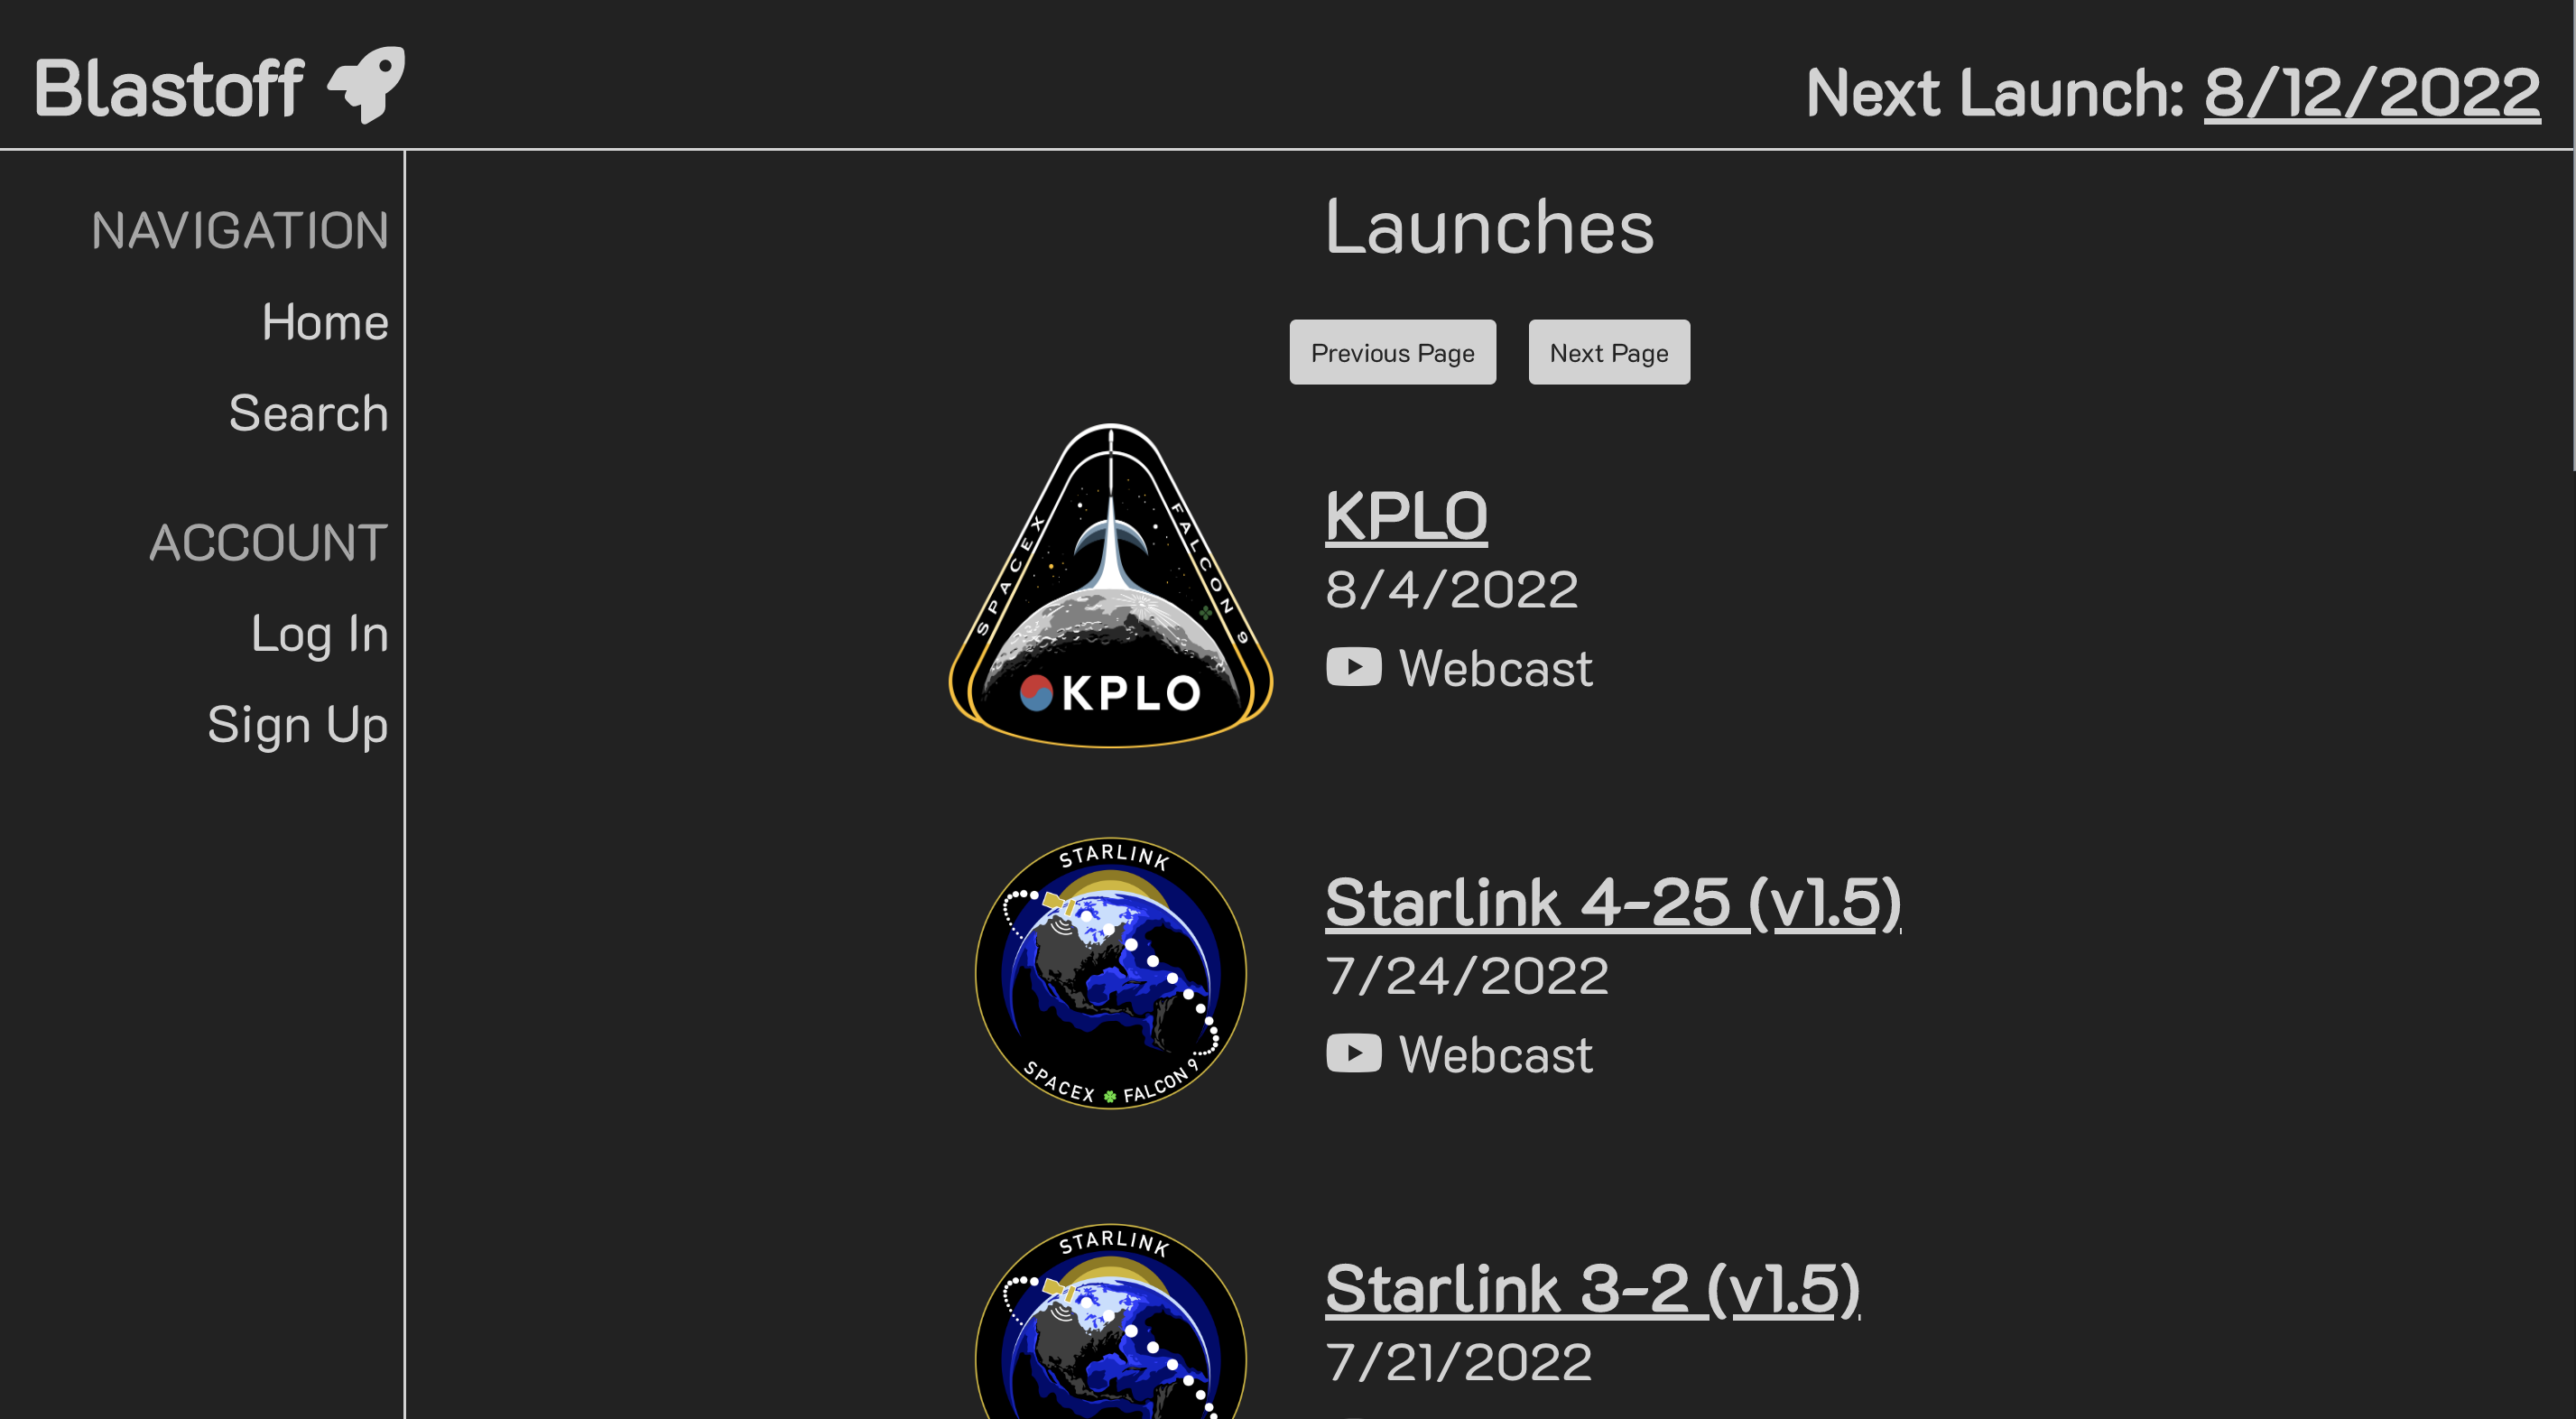 Blastoff
Next Launch: 8/12/2022
NAVIGATION
Home
Search
ACCOUNT
Log In
Sign Up
Launches
Previous Page
Next Page
SPACEX
FALCON 9
KPLO
KPLO
8/4/2022
Webcast
STARLINK
SPACEX FALCON 9
Starlink 4-25 (v1.5)
7/24/2022
Webcast
STARLINK
Starlink 3-2 (v1.5)
7/21/2022